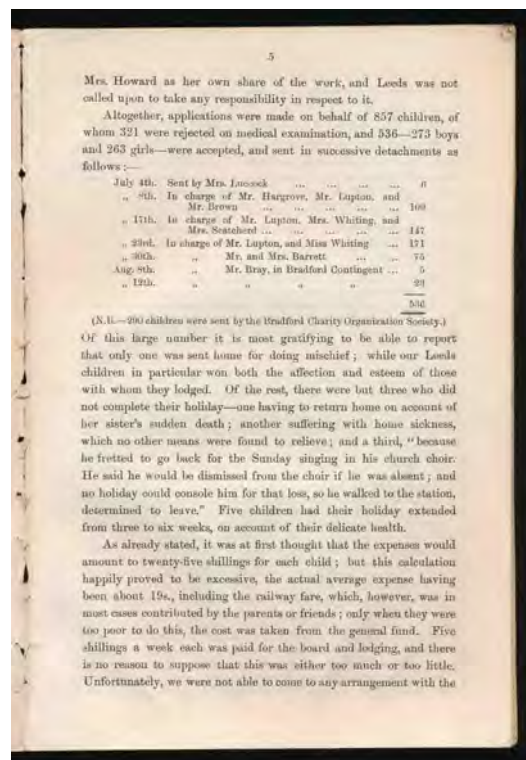 5
Mrs. Howard as her own share of the work, and Leeds was not
called upon to take any responsibility in respect to it.
Altogether, applications were made on behalf of 857 children, of
whom 321 were rejected on medical examination, and 536—273 boys
and 263 girls—were accepted, and sent in successive detachments as
follows :—
July 4th. Sent by Mrs. Luccock ... ... ... ... 6
„ 8th. In charge of Mr. Hargrove, Mr. Lupton, and
Mr. Brown ... ... ... ... ... 109
„ 17th. In charge of Mr. Lupton, Mrs. Whiting, and
Mrs. Scatcherd ... ... ... ... ... 147
„ 23rd. In charge of Mr. Lupton, and Miss Whiting ... 171
„ 30th. „ Mr. and Mrs. Barrett ... ... 75
Aug. 8th. „ Mr. Bray, in Bradford Contingent ... 5
„ 12th. „ „ „ „ 23
536
(N.B.—200 children were sent by the Bradford Charity Organization Society.)
Of this large number it is most gratifying to be able to report
that only one was sent home for doing mischief ; while our Leeds
children in particular won both the affection and esteem of those
with whom they lodged. Of the rest, there were but three who did
not complete their holiday—one having to return home on account of
her sister's sudden death ; another suffering with home sickness,
which no other means were found to relieve ; and a third, "because
he fretted to go back for the Sunday singing in his church choir.
He said he would be dismissed from the choir if he was absent ; and
no holiday could console him for that loss, so he walked to the station,
determined to leave." Five children had their holiday extended
from three to six weeks, on account of their delicate health.
As already stated, it was at first thought that the expenses would
amount to twenty-five shillings for each child ; but this calculation
happily proved to be excessive, the actual average expense having
been about 19s., including the railway fare, which, however, was in
most cases contributed by the parents or friends ; only when they were
too poor to do this, the cost was taken from the general fund. Five
shillings a week each was paid for the board and lodging, and there
is no reason to suppose that this was either too much or too little.
Unfortunately, we were not able to come to any arrangement with the